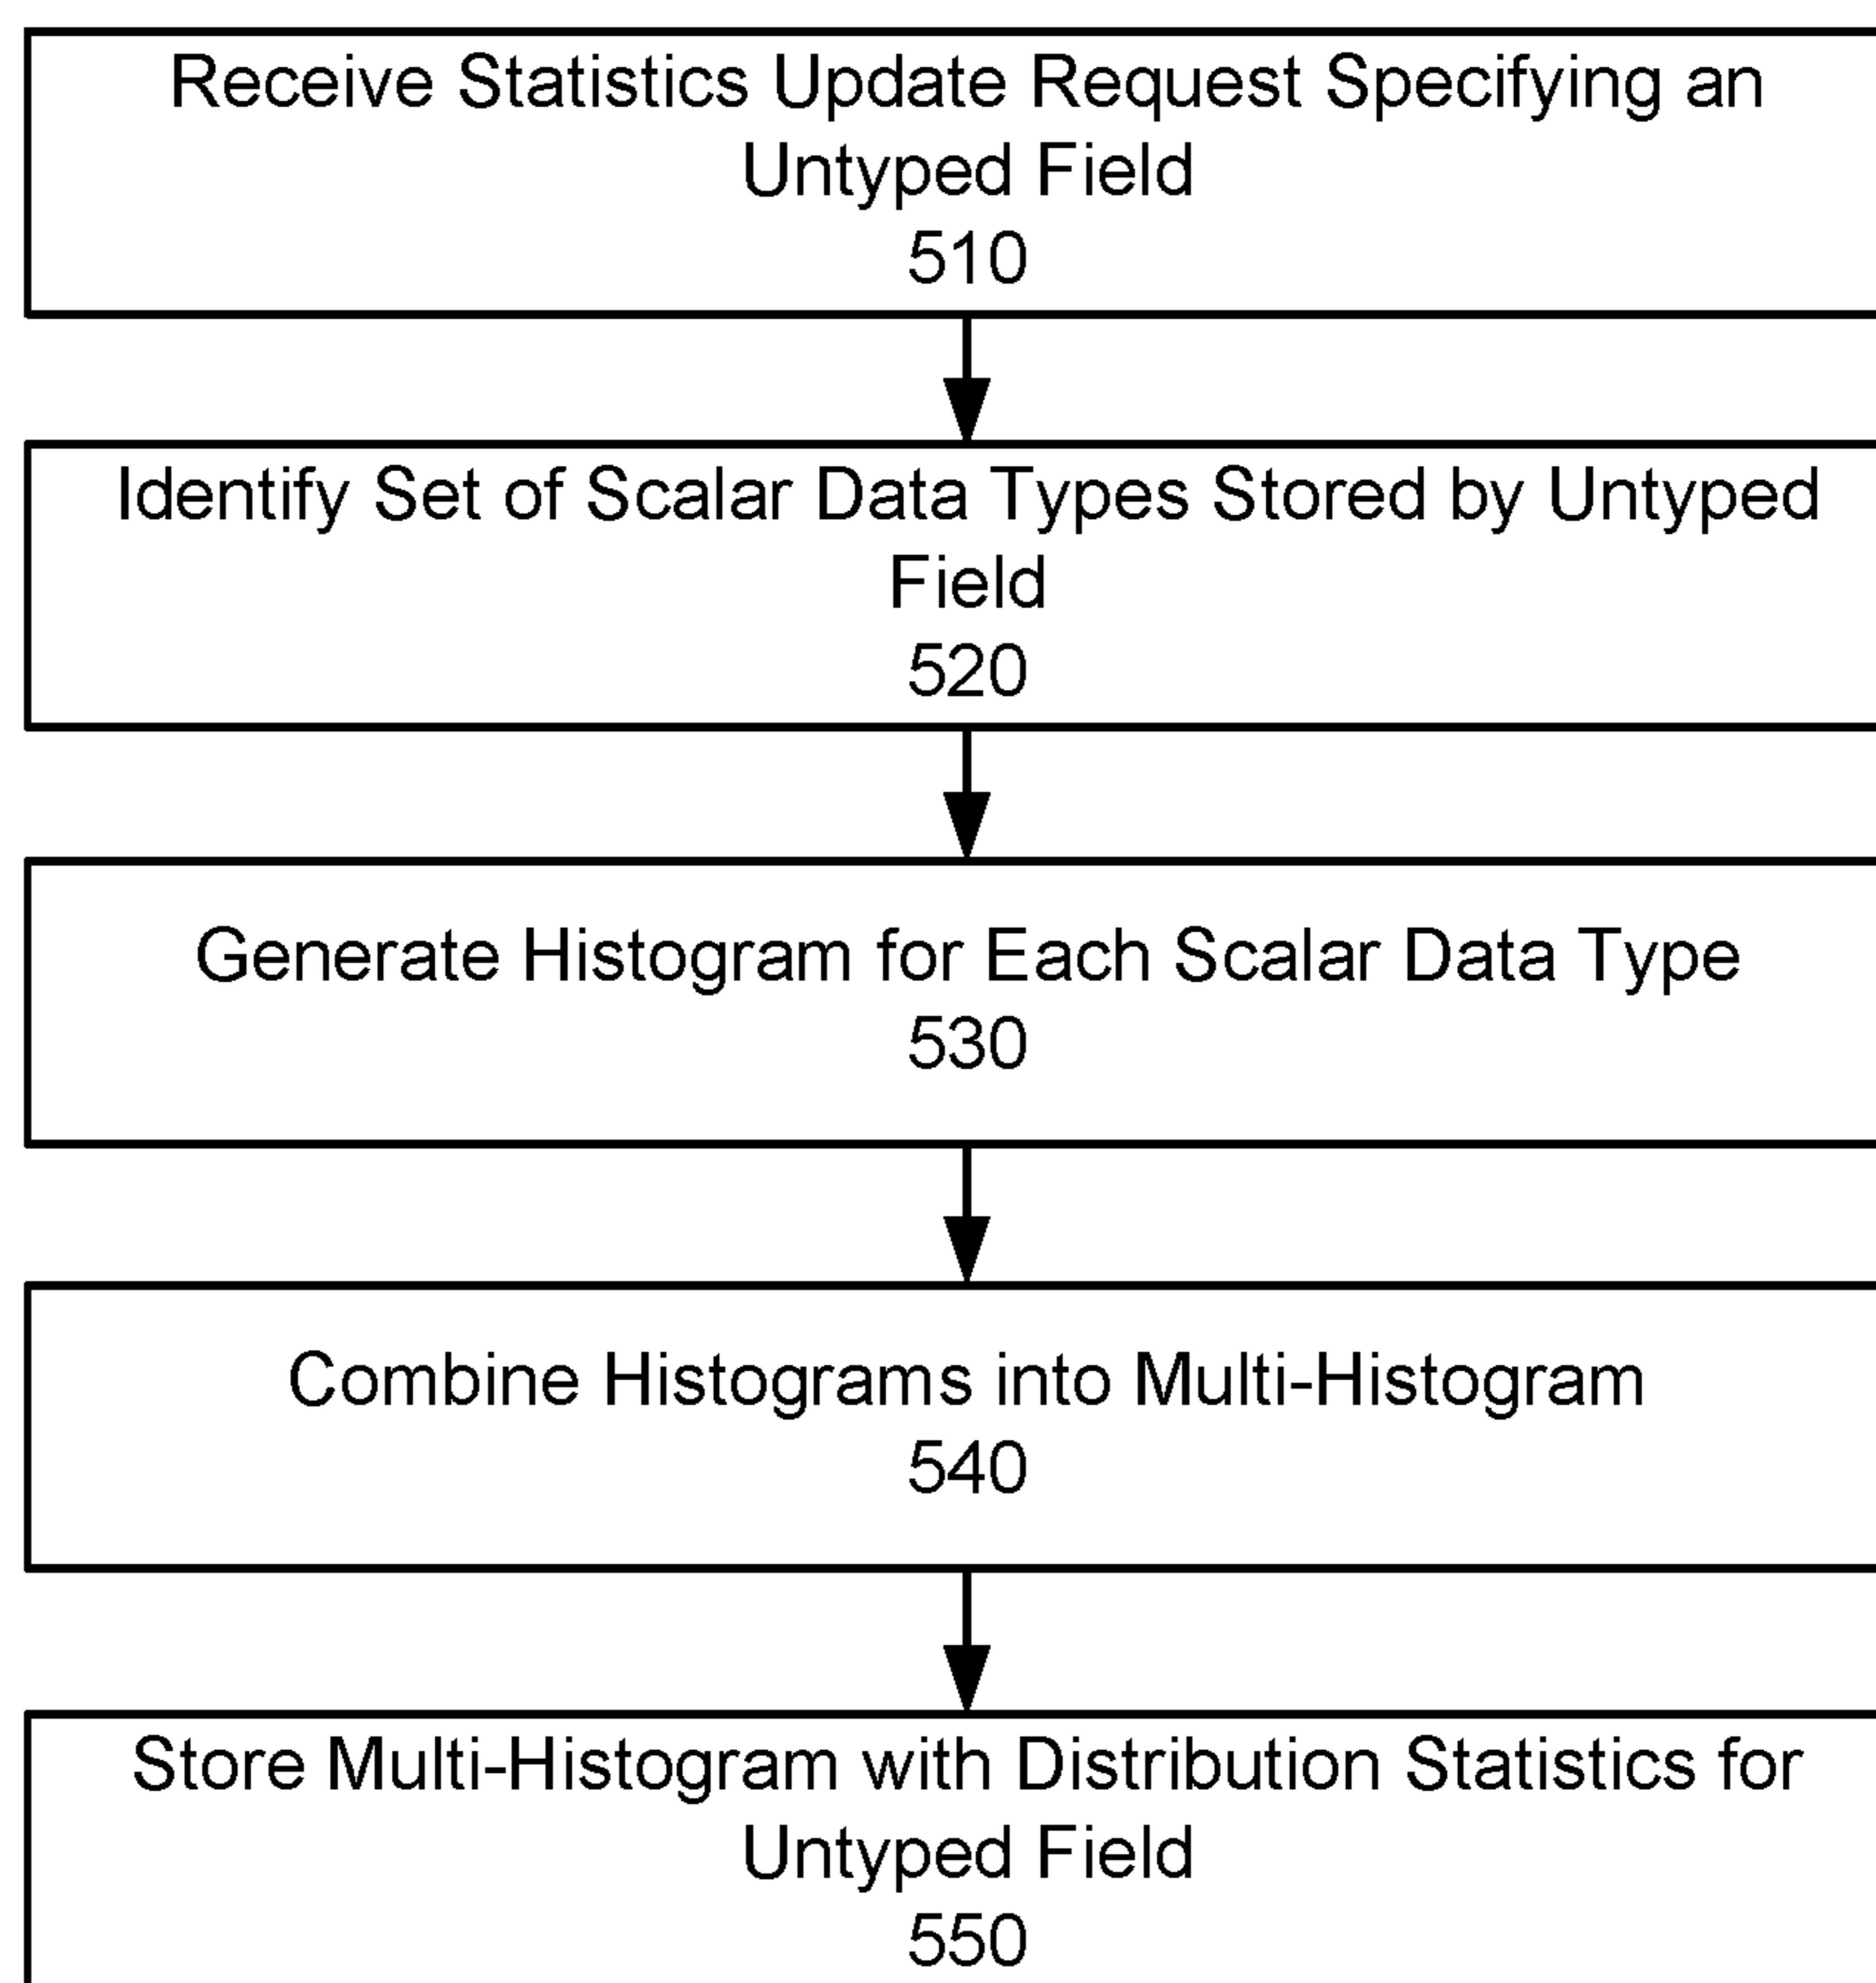 Receive Statistics Update Request Specifying an
Untyped Field
510
Identify Set of Scalar Data Types Stored by Untyped
Field
520
Generate Histogram for Each Scalar Data Type
530
Combine Histograms into Multi-Histogram
540
Store Multi-Histogram with Distribution Statistics for
Untyped Field
550